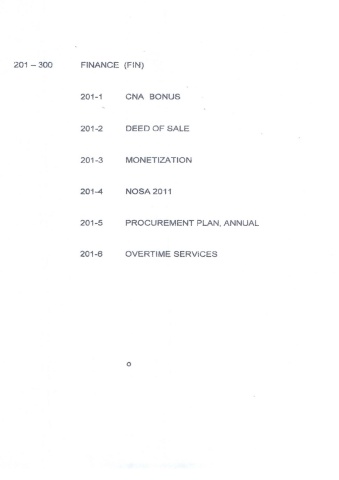 201 – 300 FINANCE (FIN)
201-1 CNA BONUS
201-2 DEED OF SALE
201-3 MONETIZATION
201-4 NOSA 2011
201-5 PROCUREMENT PLAN, ANNUAL
201-6 OVERTIME SERVICES
o